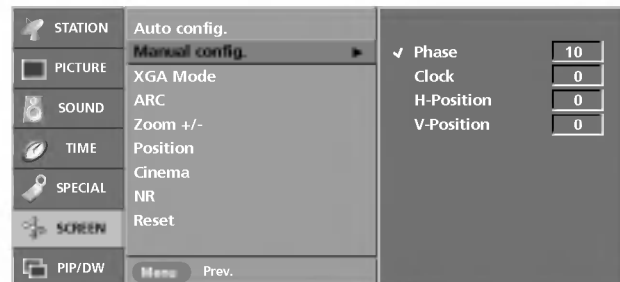 STATION
PICTURE
SOUND
TIME
SPECIAL
SCREEN
PIP/DW
Auto config.
Manual config.
XGA Mode
ARC
Zoom +/-
Position
Cinema
NR
Reset
Menu Prev.
Phase 10
Clock 0
H-Position 0
V-Position 0